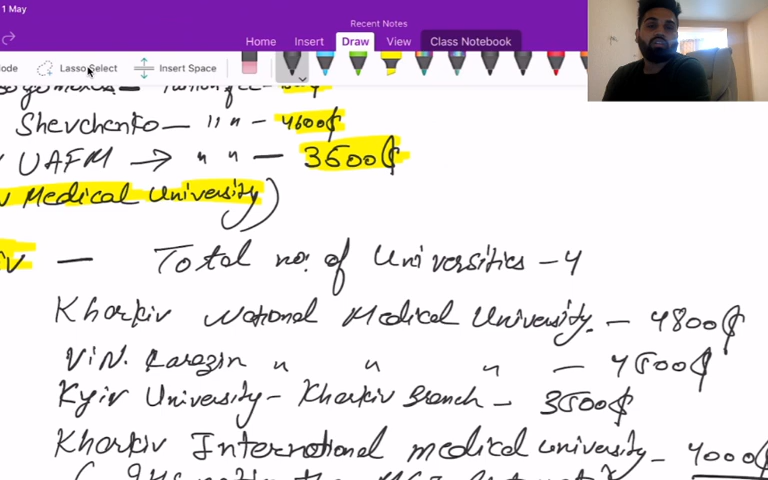 1 May
Recent Notes
Home Insert Draw View Class Notebook
ode Lasso Select Insert Space
Shevchenko — " " - 4600$
UAFM → " " — 3500$
Medical University)
v — Total no. of Universities - 4
Kharkiv National Medical University. - 4800$
V.N. Karazin " " " — 4500$
Kyiv University - Kharkiv Branch - 3500$
Kharkiv International medical university - 4000$